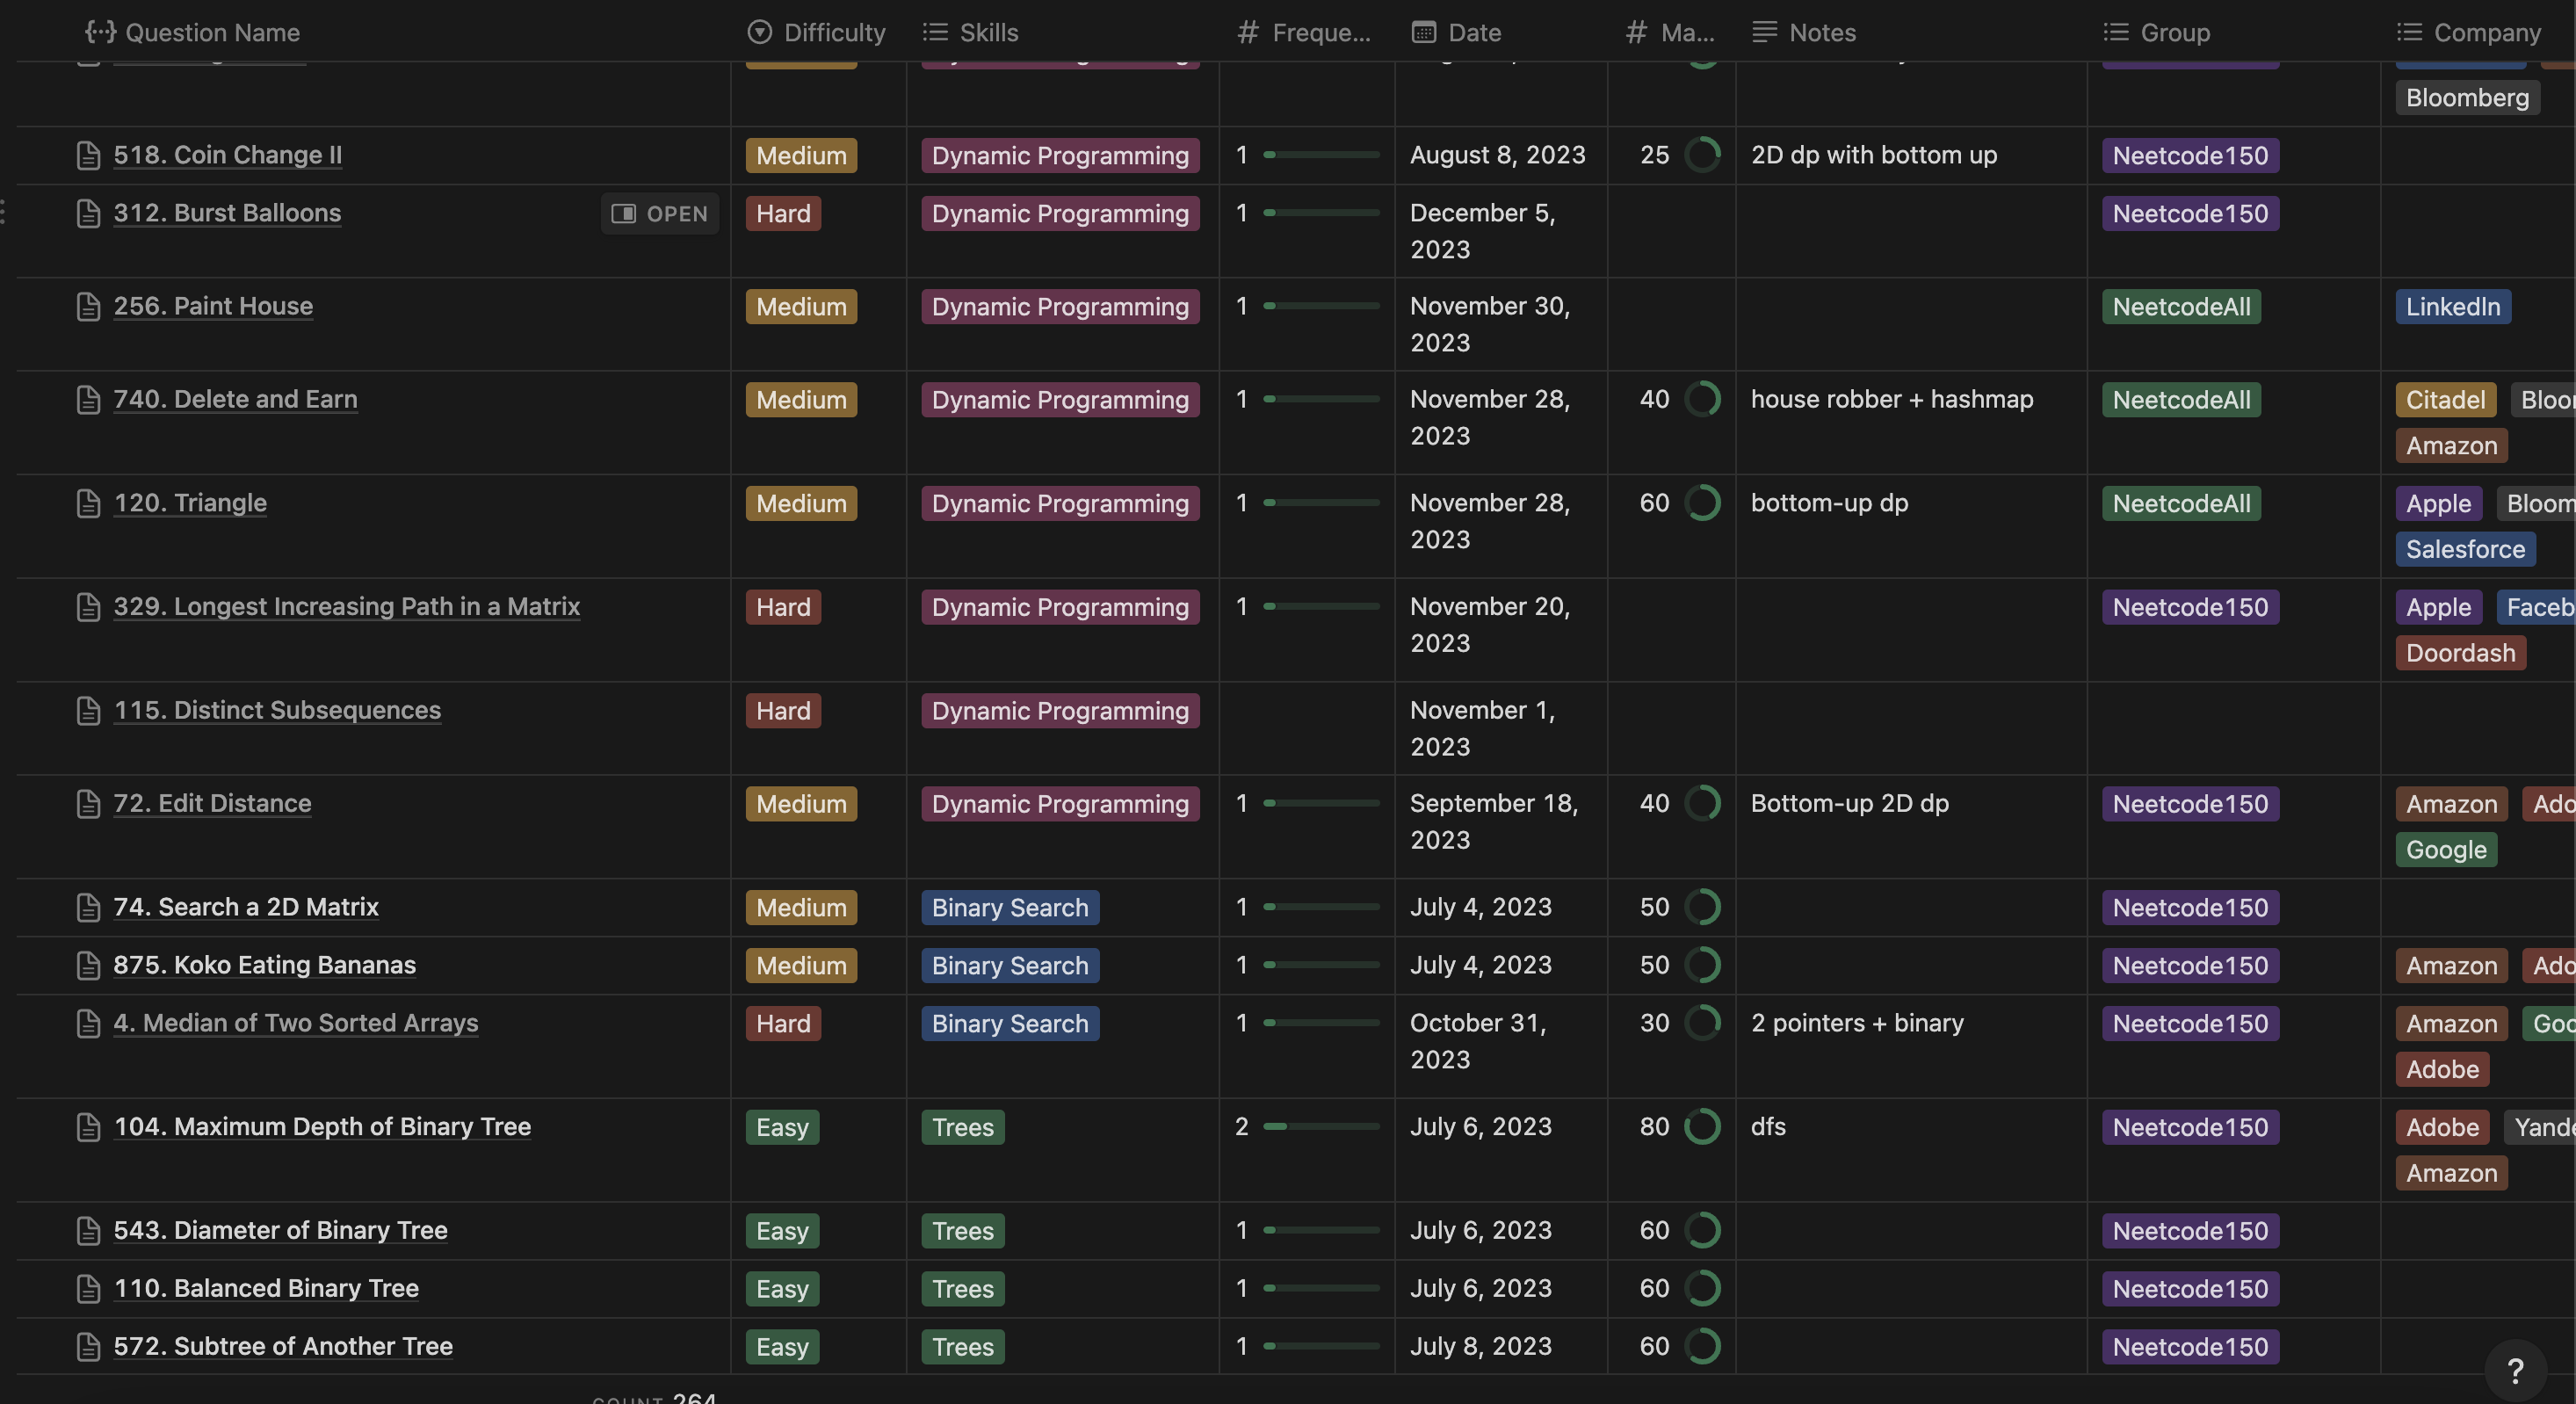 Question Name Difficulty Skills # Freque... Date # Ma... Notes Group Company
Bloomberg
518. Coin Change II Medium Dynamic Programming 1 August 8, 2023 25 2D dp with bottom up Neetcode150
312. Burst Balloons OPEN Hard Dynamic Programming 1 December 5, Neetcode150
2023
256. Paint House Medium Dynamic Programming 1 November 30, NeetcodeAll LinkedIn
2023
740. Delete and Earn Medium Dynamic Programming 1 November 28, 40 house robber + hashmap NeetcodeAll Citadel Bloo
2023 Amazon
120. Triangle Medium Dynamic Programming 1 November 28, 60 bottom-up dp NeetcodeAll Apple Bloom
2023 Salesforce
329. Longest Increasing Path in a Matrix Hard Dynamic Programming 1 November 20, Neetcode150 Apple Faceb
2023 Doordash
115. Distinct Subsequences Hard Dynamic Programming November 1,
2023
72. Edit Distance Medium Dynamic Programming 1 September 18, 40 Bottom-up 2D dp Neetcode150 Amazon Ado
2023 Google
74. Search a 2D Matrix Medium Binary Search 1 July 4, 2023 50 Neetcode150
875. Koko Eating Bananas Medium Binary Search 1 July 4, 2023 50 Neetcode150 Amazon Ado
4. Median of Two Sorted Arrays Hard Binary Search 1 October 31, 30 2 pointers + binary Neetcode150 Amazon Goo
2023 Adobe
104. Maximum Depth of Binary Tree Easy Trees 2 July 6, 2023 80 dfs Neetcode150 Adobe Yande
Amazon
543. Diameter of Binary Tree Easy Trees 1 July 6, 2023 60 Neetcode150
110. Balanced Binary Tree Easy Trees 1 July 6, 2023 60 Neetcode150
572. Subtree of Another Tree Easy Trees 1 July 8, 2023 60 Neetcode150
?
COUNT 264